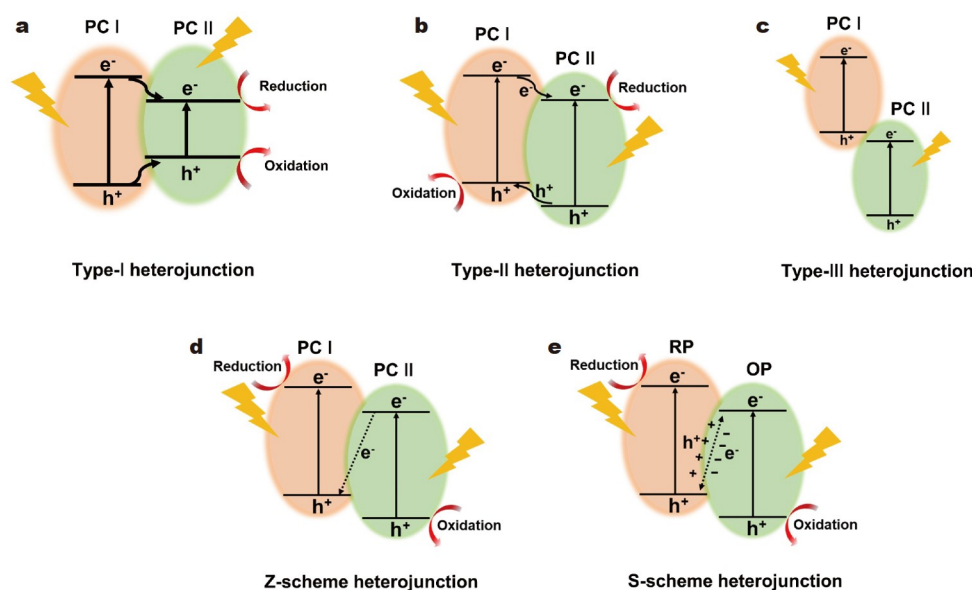 a
PC I
PC II
e⁻
e⁻
Reduction
h⁺
h⁺
Oxidation
Type-I heterojunction
b
PC I
PC II
e⁻
e⁻
e⁻
Reduction
Oxidation
h⁺
h⁺
h⁺
Type-II heterojunction
c
PC I
e⁻
h⁺
PC II
e⁻
h⁺
Type-III heterojunction
d
Reduction
PC I
PC II
e⁻
e⁻
e⁻
h⁺
h⁺
Oxidation
Z-scheme heterojunction
e
Reduction
RP
OP
e⁻
e⁻
+ −
h⁺ + −
+ − e⁻
+ −
h⁺
h⁺
Oxidation
S-scheme heterojunction